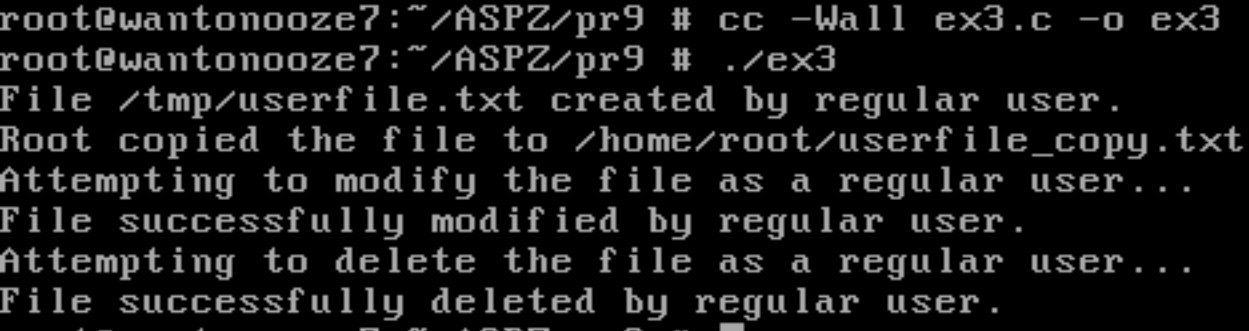 root@wantonooze7:~/ASPZ/pr9 # cc -Wall ex3.c -o ex3
root@wantonooze7:~/ASPZ/pr9 # ./ex3
File /tmp/userfile.txt created by regular user.
Root copied the file to /home/root/userfile_copy.txt
Attempting to modify the file as a regular user...
File successfully modified by regular user.
Attempting to delete the file as a regular user...
File successfully deleted by regular user.